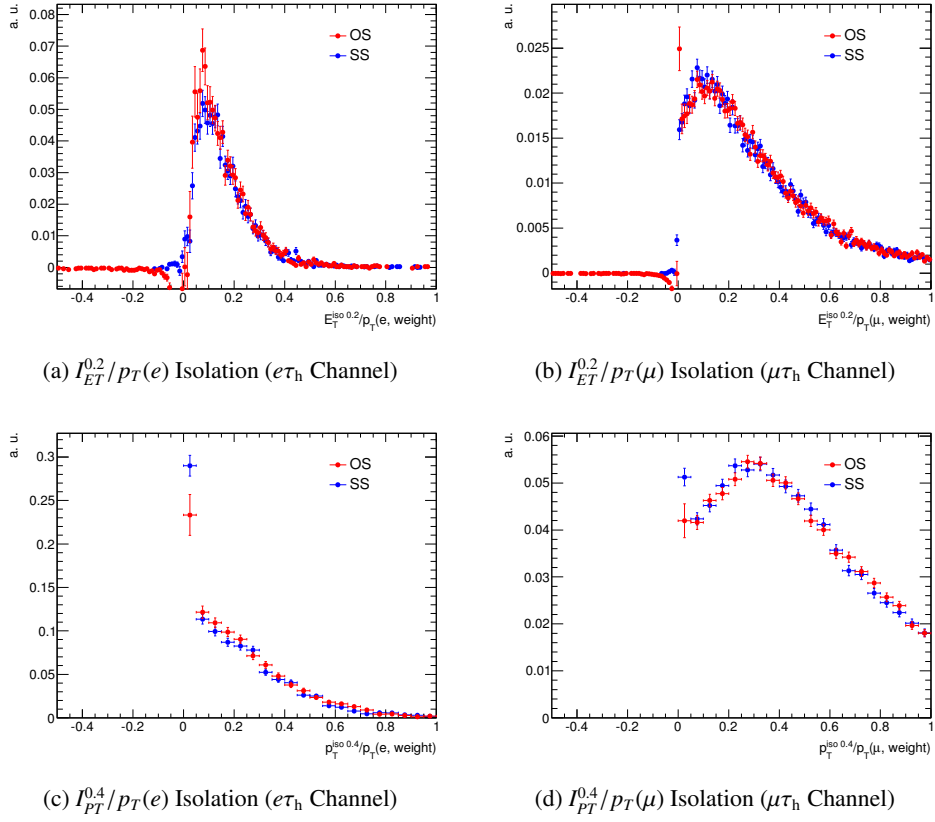 a. u.
0.08
0.07
0.06
0.05
0.04
0.03
0.02
0.01
0
OS
SS
-0.4 -0.2 0 0.2 0.4 0.6 0.8 1
E_T^{iso 0.2}/p_T(e, weight)
a. u.
0.025
0.02
0.015
0.01
0.005
0
OS
SS
-0.4 -0.2 0 0.2 0.4 0.6 0.8 1
E_T^{iso 0.2}/p_T(μ, weight)
(a) I_{ET}^{0.2}/p_T(e) Isolation (eτ_h Channel)
(b) I_{ET}^{0.2}/p_T(μ) Isolation (μτ_h Channel)
a. u.
0.3
0.25
0.2
0.15
0.1
0.05
0
OS
SS
-0.4 -0.2 0 0.2 0.4 0.6 0.8 1
p_T^{iso 0.4}/p_T(e, weight)
a. u.
0.06
0.05
0.04
0.03
0.02
0.01
0
OS
SS
-0.4 -0.2 0 0.2 0.4 0.6 0.8 1
p_T^{iso 0.4}/p_T(μ, weight)
(c) I_{PT}^{0.4}/p_T(e) Isolation (eτ_h Channel)
(d) I_{PT}^{0.4}/p_T(μ) Isolation (μτ_h Channel)